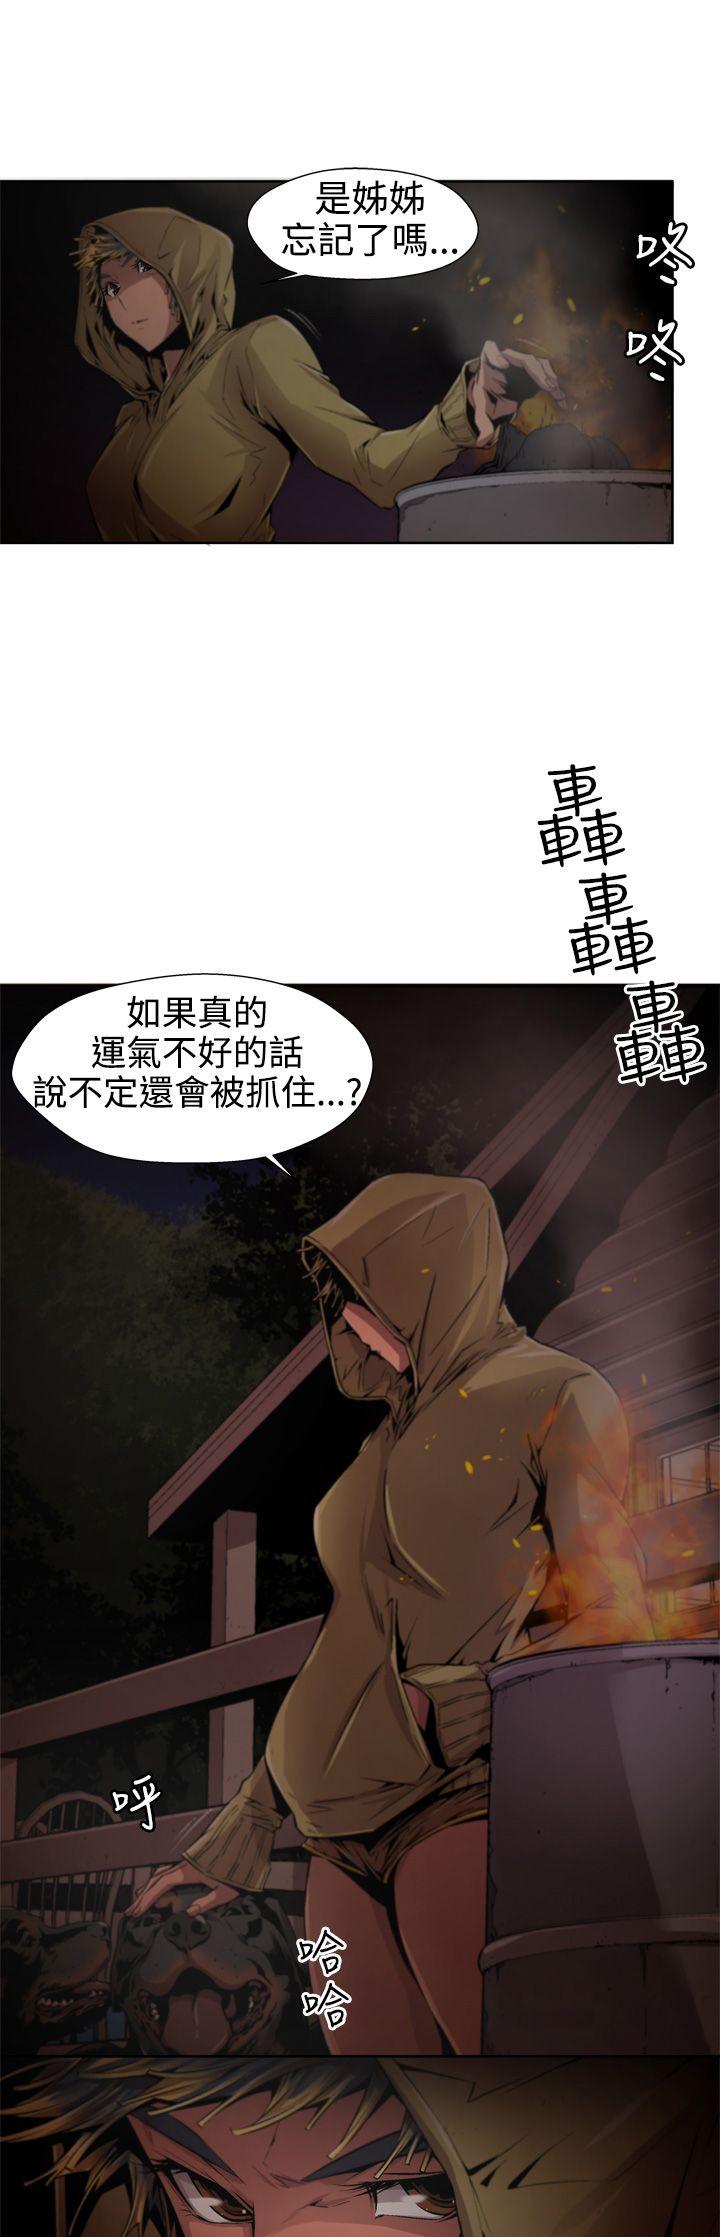 是姊姊
忘記了嗎...
咚
咚
轟
轟
轟
如果真的
運氣不好的話
說不定還會被抓住...?
呼
哈
哈